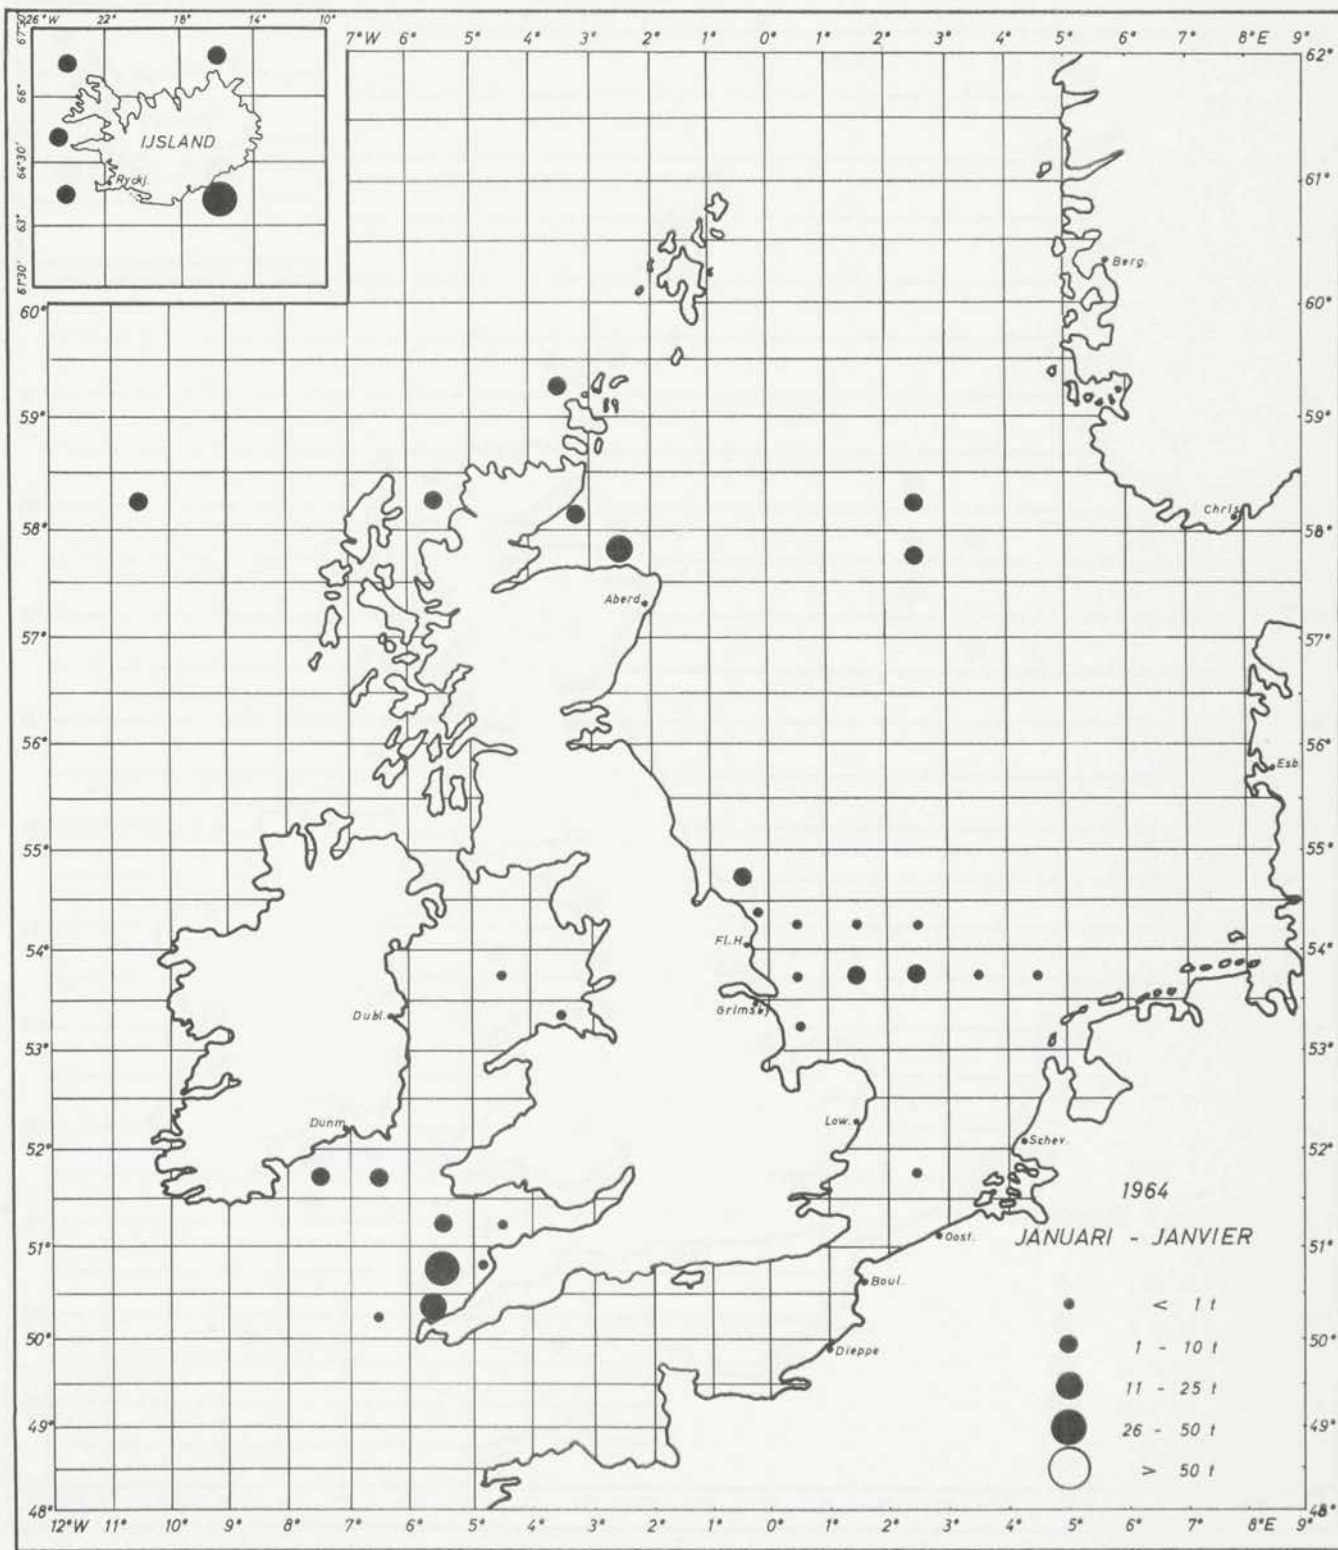 26°W 22° 18° 14° 10°
67°30'
66°
64°30'
63°
61°30'
IJSLAND
Ryckj.
7°W 6° 5° 4° 3° 2° 1° 0° 1° 2° 3° 4° 5° 6° 7° 8°E 9°
62°
61° 61°
60° 60°
59° 59°
58° 58°
57° 57°
56° 56°
55° 55°
54° 54°
53° 53°
52° 52°
51° 51°
50° 50°
49° 49°
48° 48°
Berg.
Chris
Aberd.
Esb
Fl.H.
Grimsby
Dubl.
Dunm.
Low.
Schev.
Oost.
Boul.
Dieppe
1964
JANUARI - JANVIER
< 1 t
1 - 10 t
11 - 25 t
26 - 50 t
> 50 t
12°W 11° 10° 9° 8° 7° 6° 5° 4° 3° 2° 1° 0° 1° 2° 3° 4° 5° 6° 7° 8°E 9°